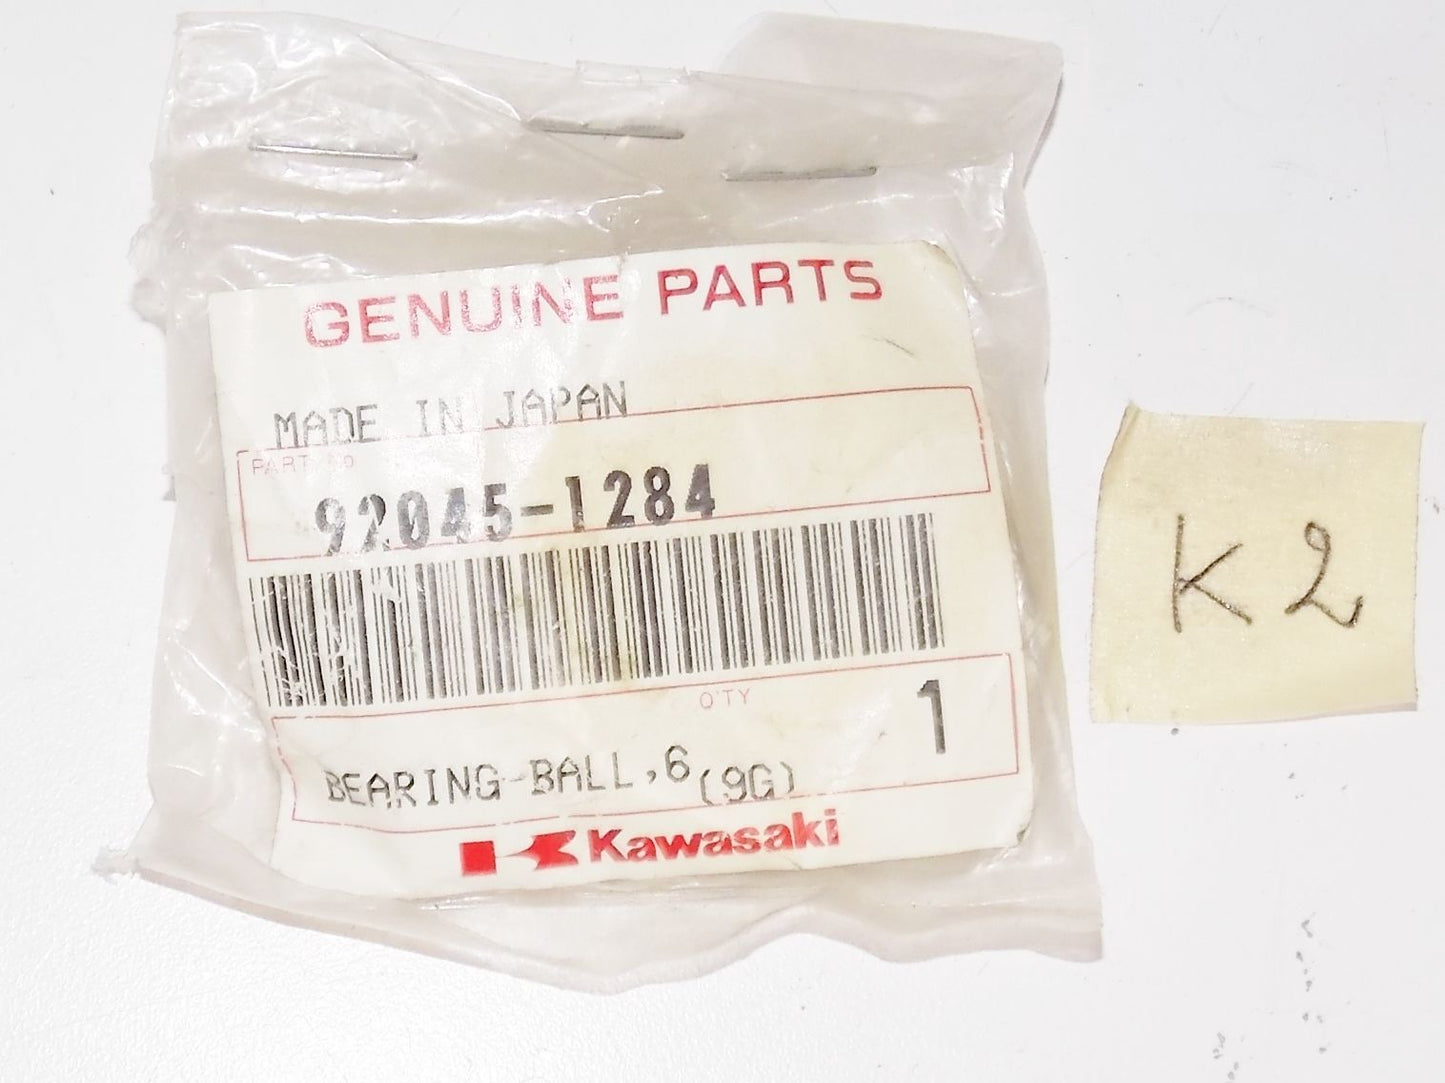 GENUINE PARTS
MADE IN JAPAN
PART No
92045-1284
Q'TY
1
BEARING-BALL,6(9G)
Kawasaki
K2